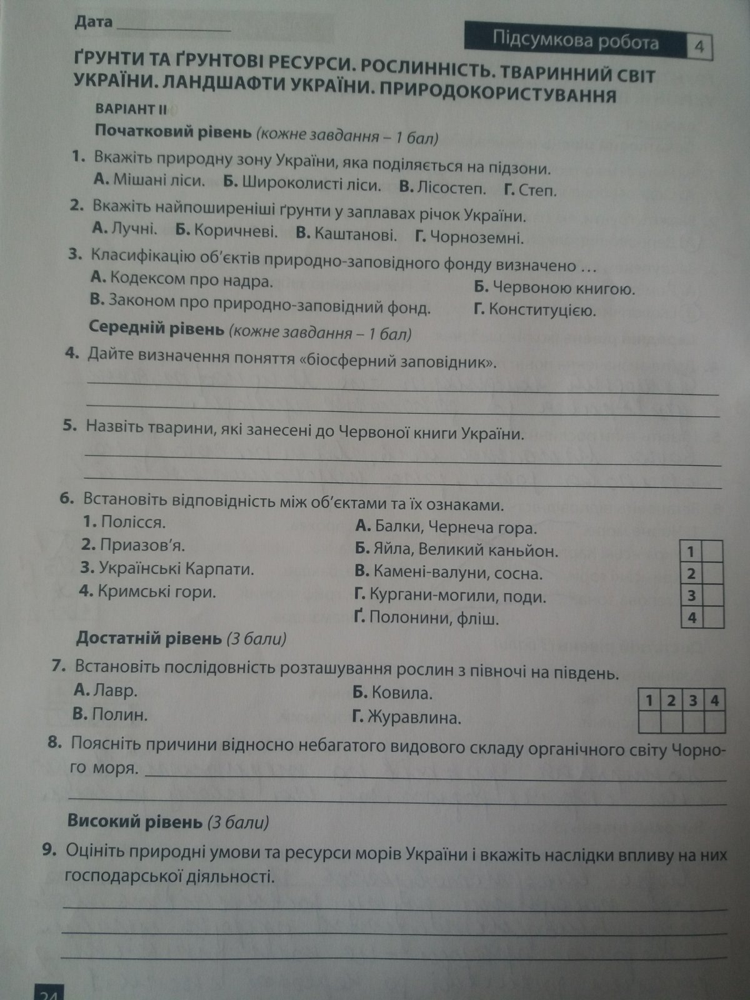 Дата
Підсумкова робота 4
ҐРУНТИ ТА ҐРУНТОВІ РЕСУРСИ. РОСЛИННІСТЬ. ТВАРИННИЙ СВІТ
УКРАЇНИ. ЛАНДШАФТИ УКРАЇНИ. ПРИРОДОКОРИСТУВАННЯ
ВАРІАНТ ІІ
Початковий рівень (кожне завдання – 1 бал)
1. Вкажіть природну зону України, яка поділяється на підзони.
А. Мішані ліси. Б. Широколисті ліси. В. Лісостеп. Г. Степ.
2. Вкажіть найпоширеніші ґрунти у заплавах річок України.
А. Лучні. Б. Коричневі. В. Каштанові. Г. Чорноземні.
3. Класифікацію об’єктів природно-заповідного фонду визначено ...
А. Кодексом про надра. Б. Червоною книгою.
В. Законом про природно-заповідний фонд. Г. Конституцією.
Середній рівень (кожне завдання – 1 бал)
4. Дайте визначення поняття «біосферний заповідник».
5. Назвіть тварини, які занесені до Червоної книги України.
6. Встановіть відповідність між об’єктами та їх ознаками.
1. Полісся. А. Балки, Чернеча гора.
2. Приазов’я. Б. Яйла, Великий каньйон. 1
3. Українські Карпати. В. Камені-валуни, сосна. 2
4. Кримські гори. Г. Кургани-могили, поди. 3
Ґ. Полонини, фліш. 4
Достатній рівень (3 бали)
7. Встановіть послідовність розташування рослин з півночі на південь.
А. Лавр. Б. Ковила. 1 2 3 4
В. Полин. Г. Журавлина.
8. Поясніть причини відносно небагатого видового складу органічного світу Чорно-
го моря.
Високий рівень (3 бали)
9. Оцініть природні умови та ресурси морів України і вкажіть наслідки впливу на них
господарської діяльності.
24